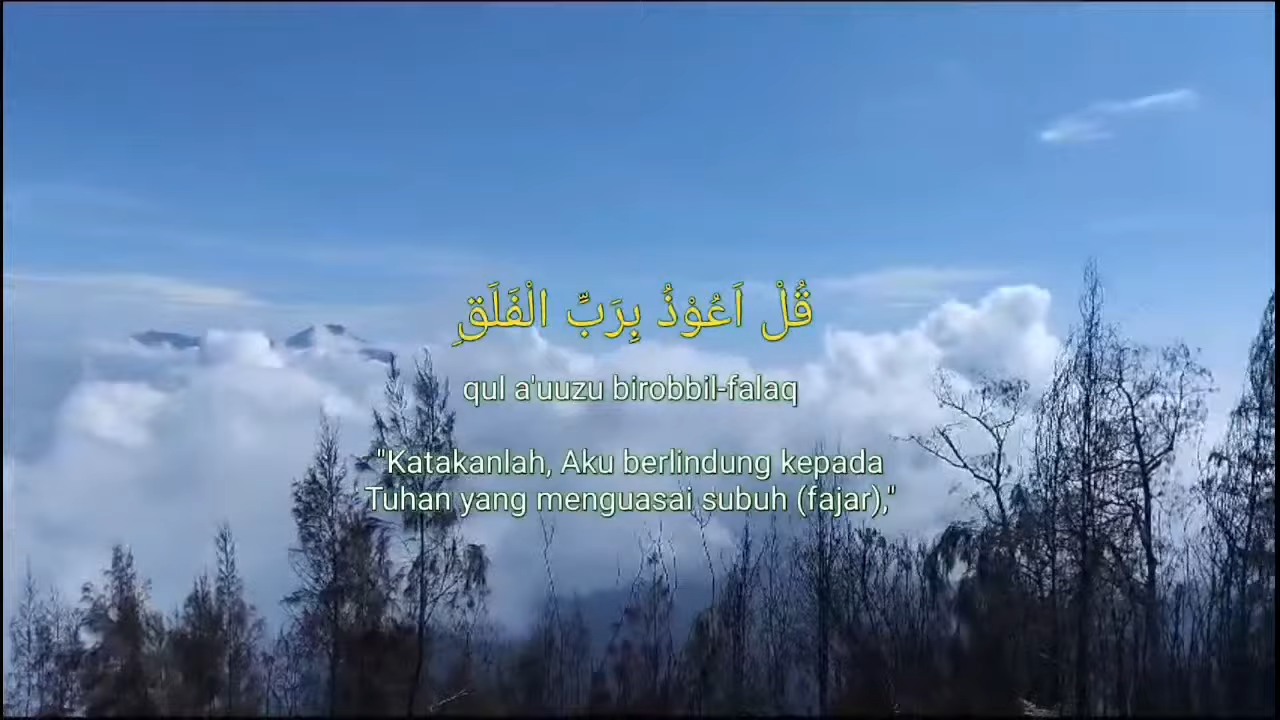 قُلْ اَعُوْذُ بِرَبِّ الْفَلَقِ
qul a'uuzu birobbil-falaq
"Katakanlah, Aku berlindung kepada
Tuhan yang menguasai subuh (fajar),"